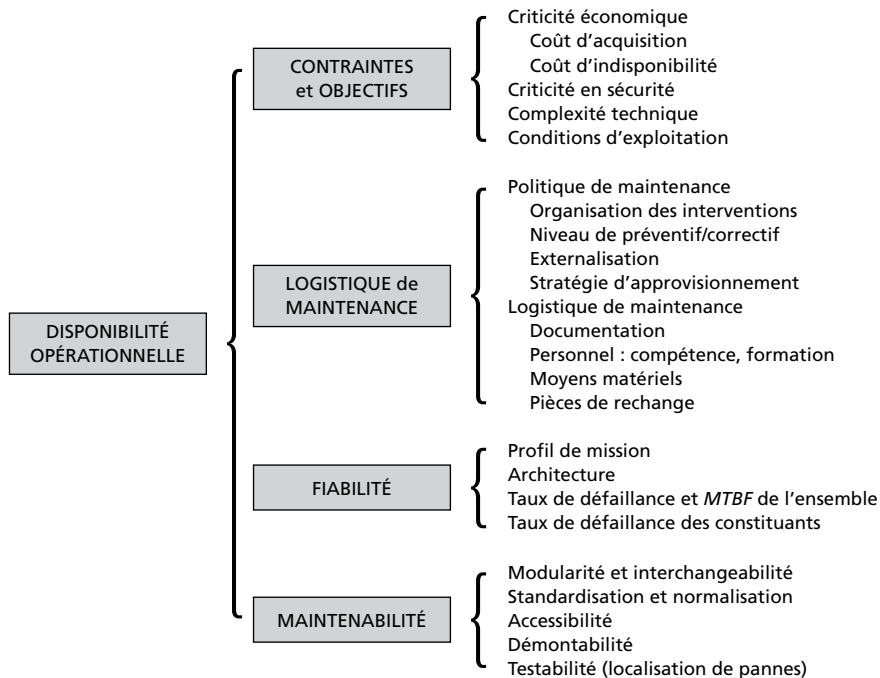 DISPONIBILITÉ
OPÉRATIONNELLE
CONTRAINTES
et OBJECTIFS
Criticité économique
Coût d’acquisition
Coût d’indisponibilité
Criticité en sécurité
Complexité technique
Conditions d’exploitation
LOGISTIQUE de
MAINTENANCE
Politique de maintenance
Organisation des interventions
Niveau de préventif/correctif
Externalisation
Stratégie d’approvisionnement
Logistique de maintenance
Documentation
Personnel : compétence, formation
Moyens matériels
Pièces de rechange
FIABILITÉ
Profil de mission
Architecture
Taux de défaillance et MTBF de l’ensemble
Taux de défaillance des constituants
MAINTENABILITÉ
Modularité et interchangeabilité
Standardisation et normalisation
Accessibilité
Démontabilité
Testabilité (localisation de pannes)